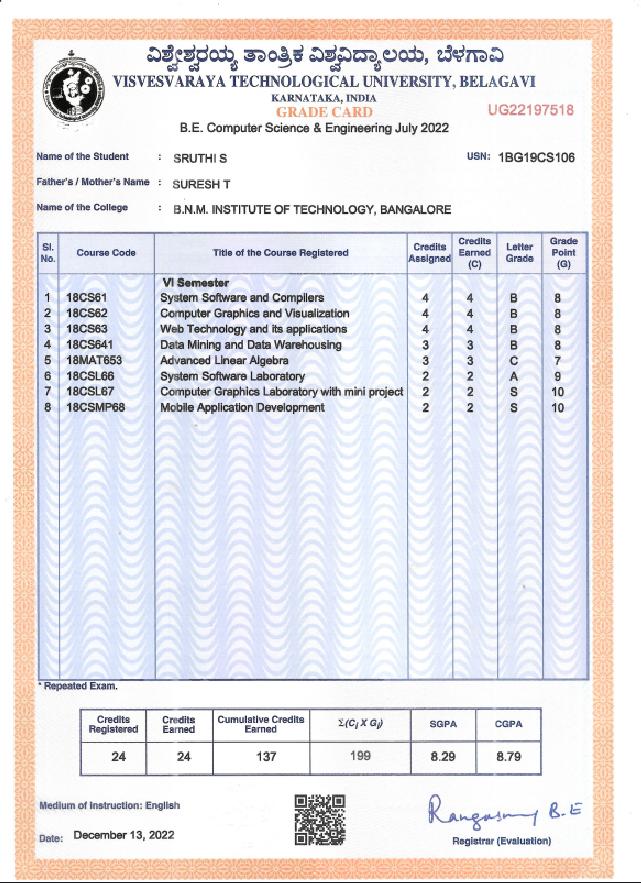 ವಿಶ್ವೇಶ್ವರಯ್ಯ ತಾಂತ್ರಿಕ ವಿಶ್ವವಿದ್ಯಾಲಯ, ಬೆಳಗಾವಿ
VISVESVARAYA TECHNOLOGICAL UNIVERSITY, BELAGAVI
KARNATAKA, INDIA
GRADE CARD UG22197518
B.E. Computer Science & Engineering July 2022
Name of the Student : SRUTHI S USN: 1BG19CS106
Father's / Mother's Name : SURESH T
Name of the College : B.N.M. INSTITUTE OF TECHNOLOGY, BANGALORE
Sl. No. Course Code Title of the Course Registered Credits Assigned Credits Earned (C) Letter Grade Grade Point (G)
VI Semester
1 18CS61 System Software and Compilers 4 4 B 8
2 18CS62 Computer Graphics and Visualization 4 4 B 8
3 18CS63 Web Technology and its applications 4 4 B 8
4 18CS641 Data Mining and Data Warehousing 3 3 B 8
5 18MAT653 Advanced Linear Algebra 3 3 C 7
6 18CSL66 System Software Laboratory 2 2 A 9
7 18CSL67 Computer Graphics Laboratory with mini project 2 2 S 10
8 18CSMP68 Mobile Application Development 2 2 S 10
* Repeated Exam.
Credits Registered Credits Earned Cumulative Credits Earned Σ(Ci X Gi) SGPA CGPA
24 24 137 199 8.29 8.79
Medium of Instruction: English
Rangasmy B.E
Date: December 13, 2022
Registrar (Evaluation)